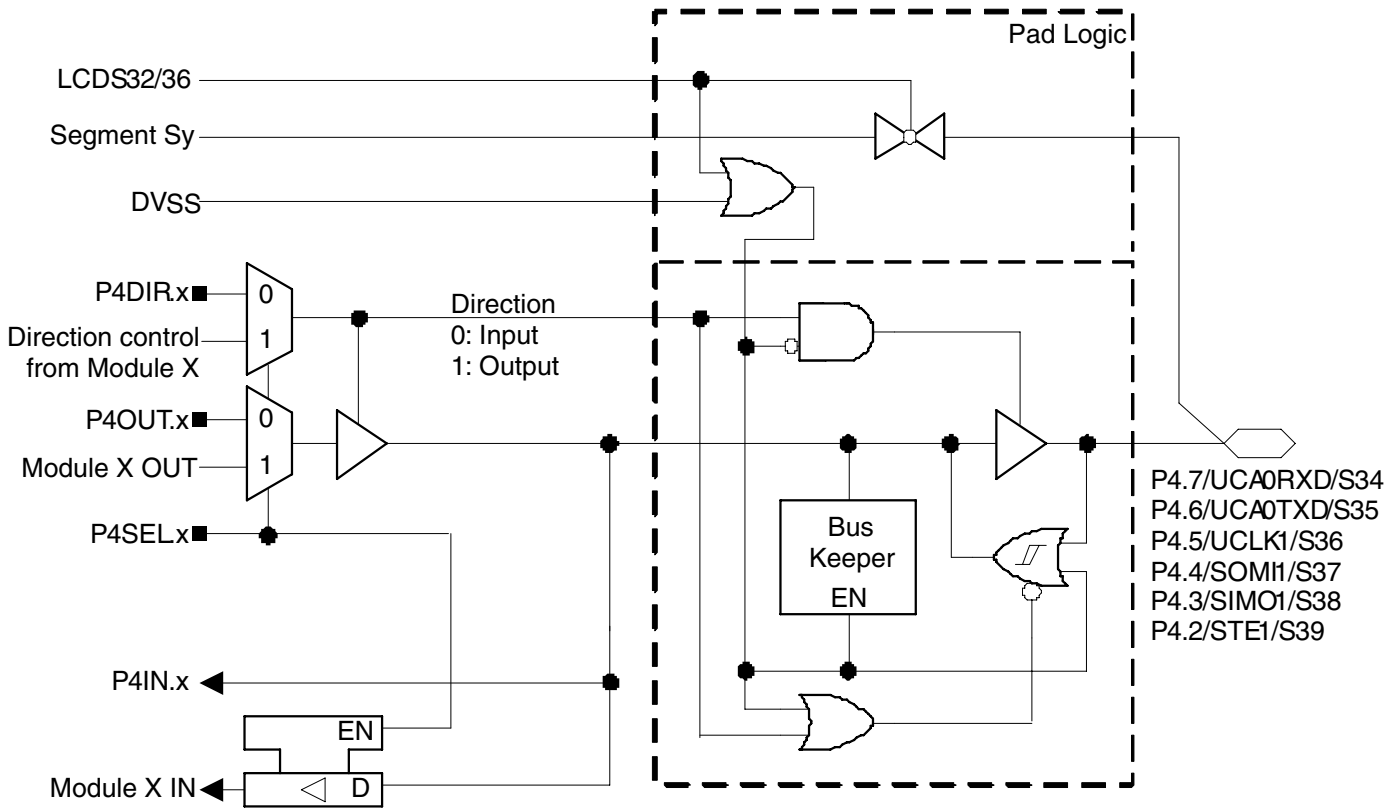 Pad Logic
LCDS32/36
Segment Sy
DVSS
P4DIR.x
0
1
Direction control
from Module X
Direction
0: Input
1: Output
P4OUT.x
0
1
Module X OUT
P4SEL.x
Bus
Keeper
EN
P4.7/UCA0RXD/S34
P4.6/UCA0TXD/S35
P4.5/UCLK1/S36
P4.4/SOMI1/S37
P4.3/SIMO1/S38
P4.2/STE1/S39
P4IN.x
EN
D
Module X IN